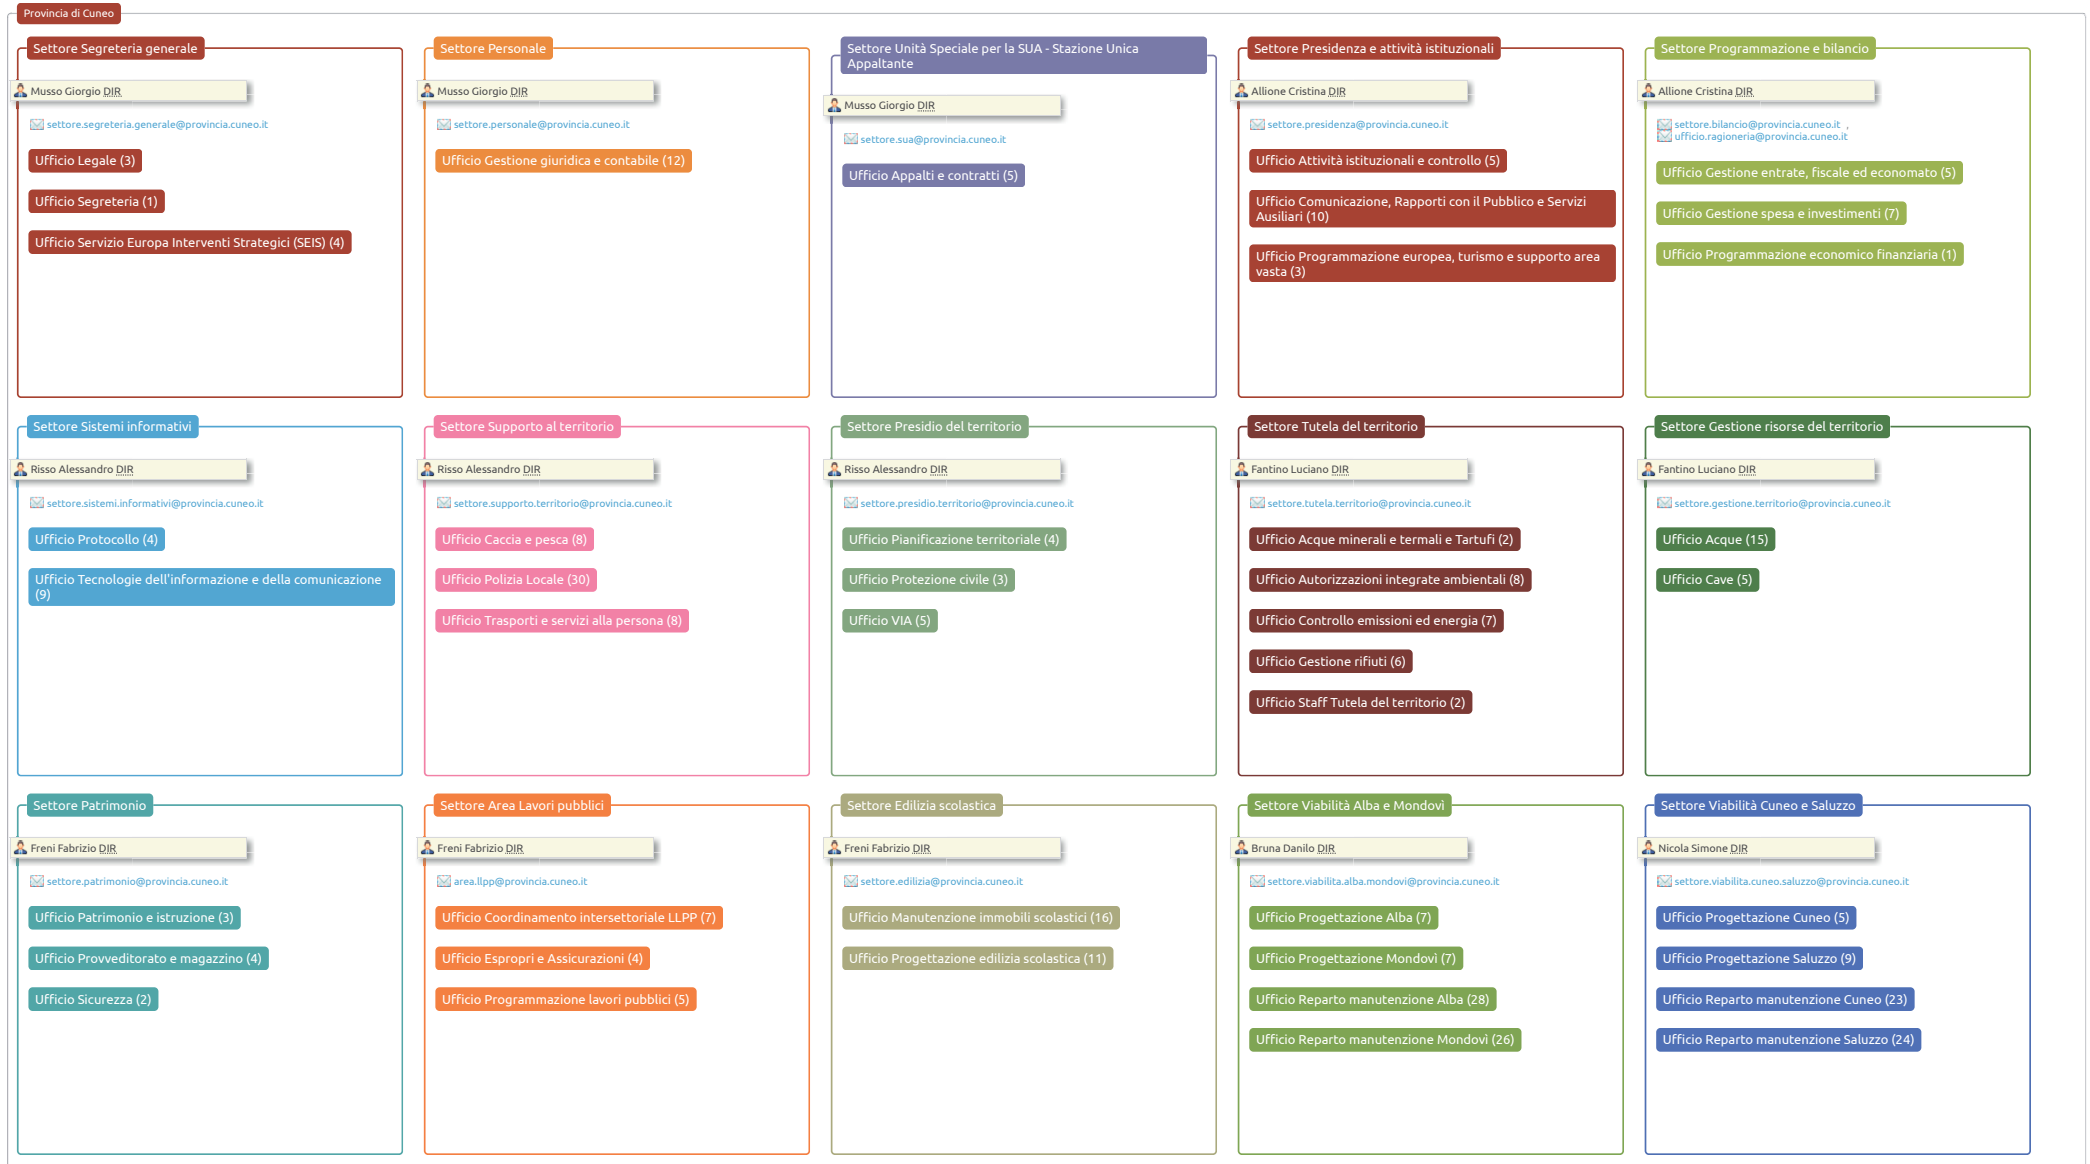 Provincia di Cuneo
Settore Segreteria generale
Musso Giorgio DIR
settore.segreteria.generale@provincia.cuneo.it
Ufficio Legale (3)
Ufficio Segreteria (1)
Ufficio Servizio Europa Interventi Strategici (SEIS) (4)
Settore Personale
Musso Giorgio DIR
settore.personale@provincia.cuneo.it
Ufficio Gestione giuridica e contabile (12)
Settore Unità Speciale per la SUA - Stazione Unica
Appaltante
Musso Giorgio DIR
settore.sua@provincia.cuneo.it
Ufficio Appalti e contratti (5)
Settore Presidenza e attività istituzionali
Allione Cristina DIR
settore.presidenza@provincia.cuneo.it
Ufficio Attività istituzionali e controllo (5)
Ufficio Comunicazione, Rapporti con il Pubblico e Servizi
Ausiliari (10)
Ufficio Programmazione europea, turismo e supporto area
vasta (3)
Settore Programmazione e bilancio
Allione Cristina DIR
settore.bilancio@provincia.cuneo.it ,
ufficio.ragioneria@provincia.cuneo.it
Ufficio Gestione entrate, fiscale ed economato (5)
Ufficio Gestione spesa e investimenti (7)
Ufficio Programmazione economico finanziaria (1)
Settore Sistemi informativi
Risso Alessandro DIR
settore.sistemi.informativi@provincia.cuneo.it
Ufficio Protocollo (4)
Ufficio Tecnologie dell'informazione e della comunicazione
(9)
Settore Supporto al territorio
Risso Alessandro DIR
settore.supporto.territorio@provincia.cuneo.it
Ufficio Caccia e pesca (8)
Ufficio Polizia Locale (30)
Ufficio Trasporti e servizi alla persona (8)
Settore Presidio del territorio
Risso Alessandro DIR
settore.presidio.territorio@provincia.cuneo.it
Ufficio Pianificazione territoriale (4)
Ufficio Protezione civile (3)
Ufficio VIA (5)
Settore Tutela del territorio
Fantino Luciano DIR
settore.tutela.territorio@provincia.cuneo.it
Ufficio Acque minerali e termali e Tartufi (2)
Ufficio Autorizzazioni integrate ambientali (8)
Ufficio Controllo emissioni ed energia (7)
Ufficio Gestione rifiuti (6)
Ufficio Staff Tutela del territorio (2)
Settore Gestione risorse del territorio
Fantino Luciano DIR
settore.gestione.territorio@provincia.cuneo.it
Ufficio Acque (15)
Ufficio Cave (5)
Settore Patrimonio
Freni Fabrizio DIR
settore.patrimonio@provincia.cuneo.it
Ufficio Patrimonio e istruzione (3)
Ufficio Provveditorato e magazzino (4)
Ufficio Sicurezza (2)
Settore Area Lavori pubblici
Freni Fabrizio DIR
area.llpp@provincia.cuneo.it
Ufficio Coordinamento intersettoriale LLPP (7)
Ufficio Espropri e Assicurazioni (4)
Ufficio Programmazione lavori pubblici (5)
Settore Edilizia scolastica
Freni Fabrizio DIR
settore.edilizia@provincia.cuneo.it
Ufficio Manutenzione immobili scolastici (16)
Ufficio Progettazione edilizia scolastica (11)
Settore Viabilità Alba e Mondovì
Bruna Danilo DIR
settore.viabilita.alba.mondovi@provincia.cuneo.it
Ufficio Progettazione Alba (7)
Ufficio Progettazione Mondovì (7)
Ufficio Reparto manutenzione Alba (28)
Ufficio Reparto manutenzione Mondovì (26)
Settore Viabilità Cuneo e Saluzzo
Nicola Simone DIR
settore.viabilita.cuneo.saluzzo@provincia.cuneo.it
Ufficio Progettazione Cuneo (5)
Ufficio Progettazione Saluzzo (9)
Ufficio Reparto manutenzione Cuneo (23)
Ufficio Reparto manutenzione Saluzzo (24)